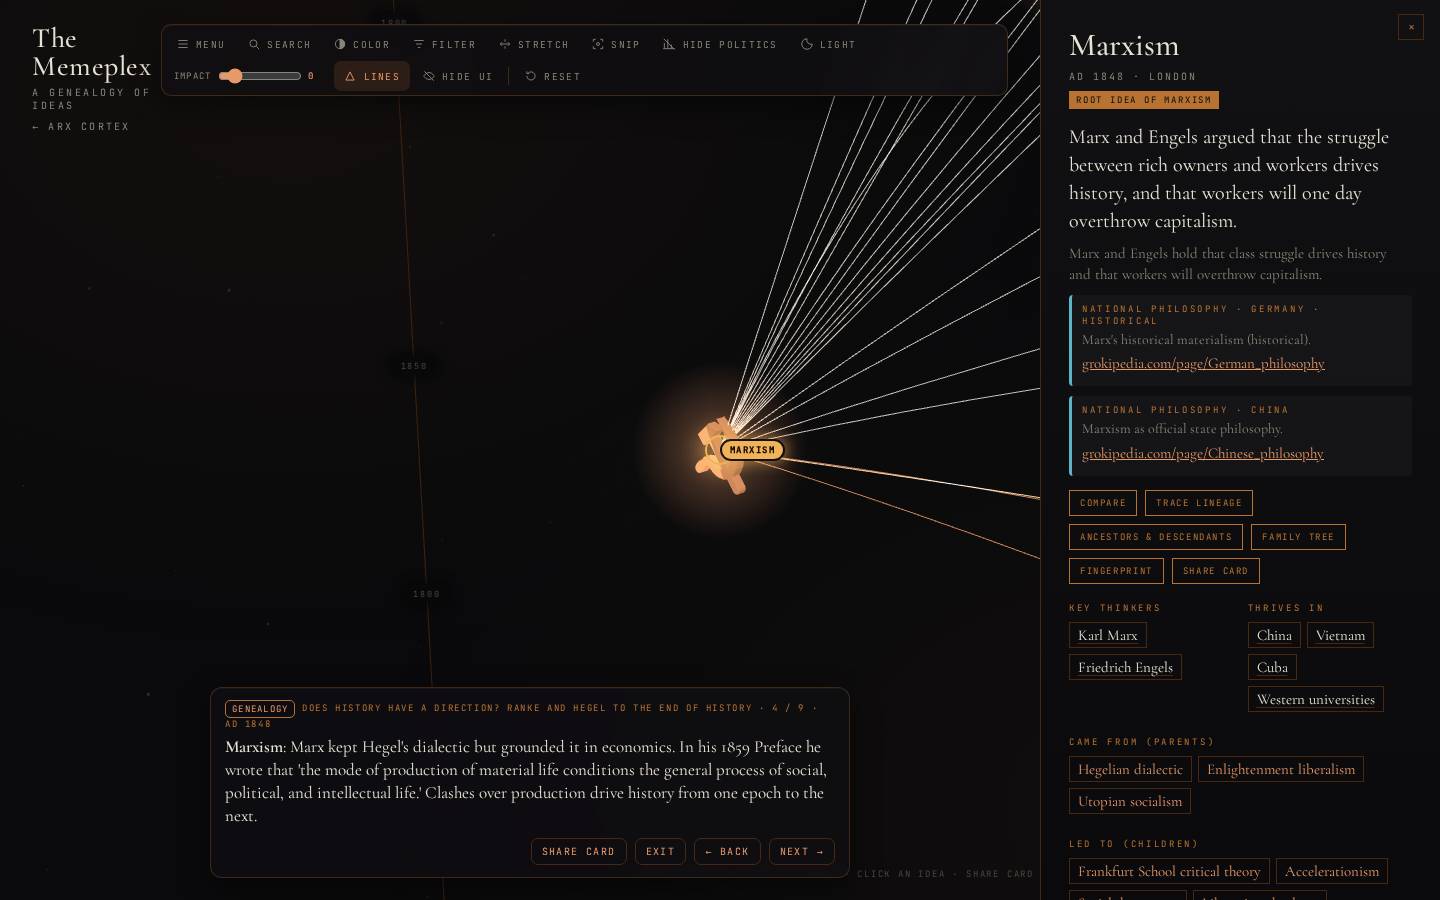 The
Memeplex
A GENEALOGY OF
IDEAS
← ARX CORTEX
1900
MENU
SEARCH
COLOR
FILTER
STRETCH
SNIP
HIDE POLITICS
LIGHT
IMPACT
0
LINES
HIDE UI
RESET
1850
MARXISM
1800
GENEALOGY DOES HISTORY HAVE A DIRECTION? RANKE AND HEGEL TO THE END OF HISTORY · 4 / 9 ·
AD 1848
Marxism: Marx kept Hegel's dialectic but grounded it in economics. In his 1859 Preface he
wrote that 'the mode of production of material life conditions the general process of social,
political, and intellectual life.' Clashes over production drive history from one epoch to the
next.
SHARE CARD
EXIT
← BACK
NEXT →
CLICK AN IDEA · SHARE CARD
×
Marxism
AD 1848 · LONDON
ROOT IDEA OF MARXISM
Marx and Engels argued that the struggle
between rich owners and workers drives
history, and that workers will one day
overthrow capitalism.
Marx and Engels hold that class struggle drives history
and that workers will overthrow capitalism.
NATIONAL PHILOSOPHY · GERMANY ·
HISTORICAL
Marx's historical materialism (historical).
grokipedia.com/page/German_philosophy
NATIONAL PHILOSOPHY · CHINA
Marxism as official state philosophy.
grokipedia.com/page/Chinese_philosophy
COMPARE
TRACE LINEAGE
ANCESTORS & DESCENDANTS
FAMILY TREE
FINGERPRINT
SHARE CARD
KEY THINKERS
Karl Marx
Friedrich Engels
THRIVES IN
China
Vietnam
Cuba
Western universities
CAME FROM (PARENTS)
Hegelian dialectic
Enlightenment liberalism
Utopian socialism
LED TO (CHILDREN)
Frankfurt School critical theory
Accelerationism